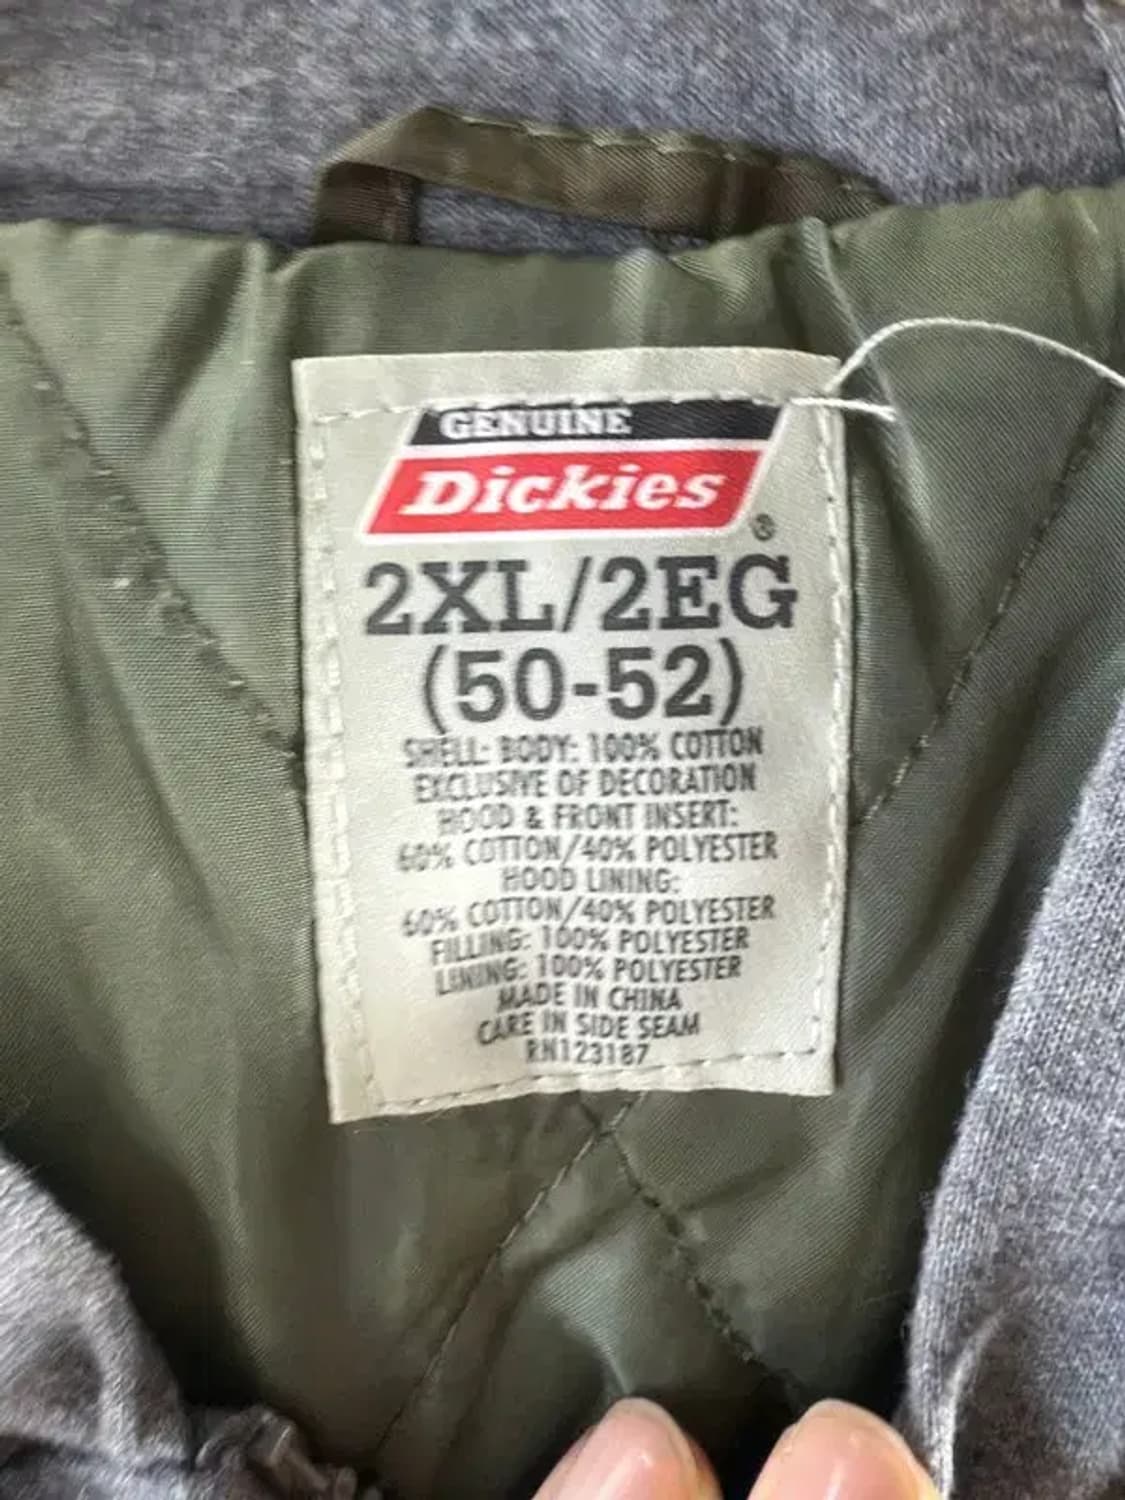 GENUINE
Dickies
®
2XL/2EG
(50-52)
SHELL: BODY: 100% COTTON
EXCLUSIVE OF DECORATION
HOOD & FRONT INSERT:
60% COTTON/40% POLYESTER
HOOD LINING:
60% COTTON/40% POLYESTER
FILLING: 100% POLYESTER
LINING: 100% POLYESTER
MADE IN CHINA
CARE IN SIDE SEAM
RN123187